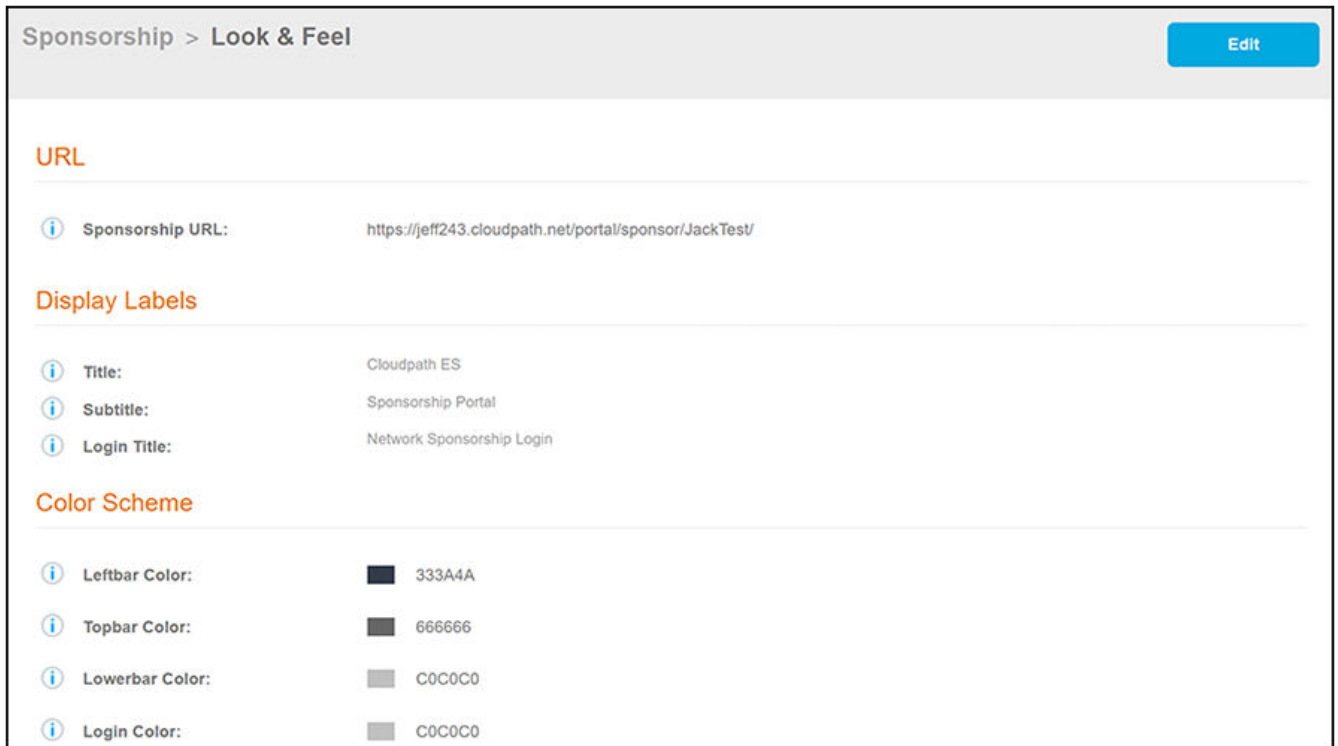 Sponsorship > Look & Feel
Edit
URL
Sponsorship URL: https://jeff243.cloudpath.net/portal/sponsor/JackTest/
Display Labels
Title: Cloudpath ES
Subtitle: Sponsorship Portal
Login Title: Network Sponsorship Login
Color Scheme
Leftbar Color: 333A4A
Topbar Color: 666666
Lowerbar Color: C0C0C0
Login Color: C0C0C0